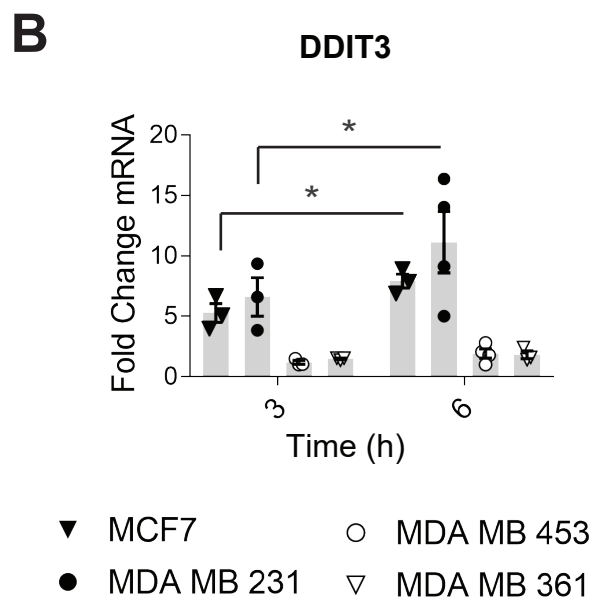 B
DDIT3
Fold Change mRNA
20
15
10
5
0
*
*
3
6
Time (h)
MCF7
MDA MB 453
MDA MB 231
MDA MB 361